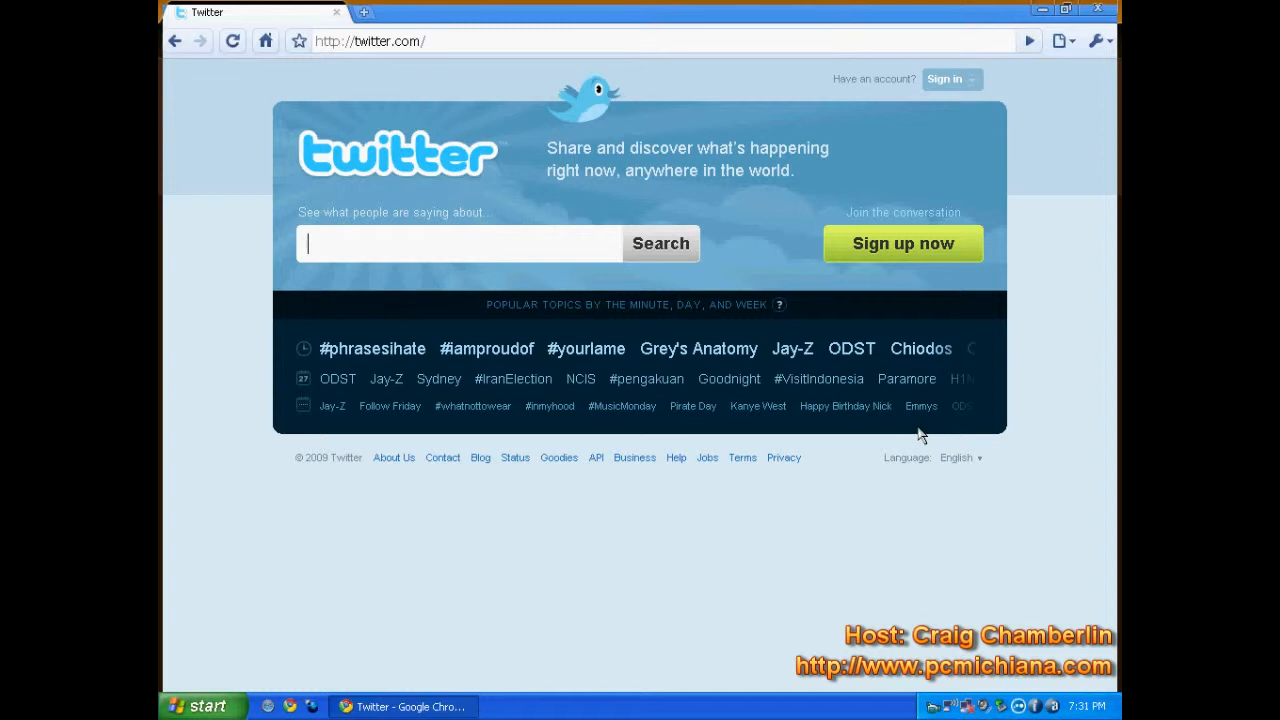 Twitter
http://twitter.com/
Have an account? Sign in
twitter
Share and discover what's happening
right now, anywhere in the world.
See what people are saying about...
Join the conversation
Search
Sign up now
POPULAR TOPICS BY THE MINUTE, DAY, AND WEEK ?
#phrasesihate #iamproudof #yourlame Grey's Anatomy Jay-Z ODST Chiodos
27 ODST Jay-Z Sydney #IranElection NCIS #pengakuan Goodnight #VisitIndonesia Paramore H1N
Jay-Z Follow Friday #whatnottowear #inmyhood #MusicMonday Pirate Day Kanye West Happy Birthday Nick Emmys ODS
© 2009 Twitter About Us Contact Blog Status Goodies API Business Help Jobs Terms Privacy
Language: English
Host: Craig Chamberlin
http://www.pcmichiana.com
start
Twitter - Google Chro...
7:31 PM